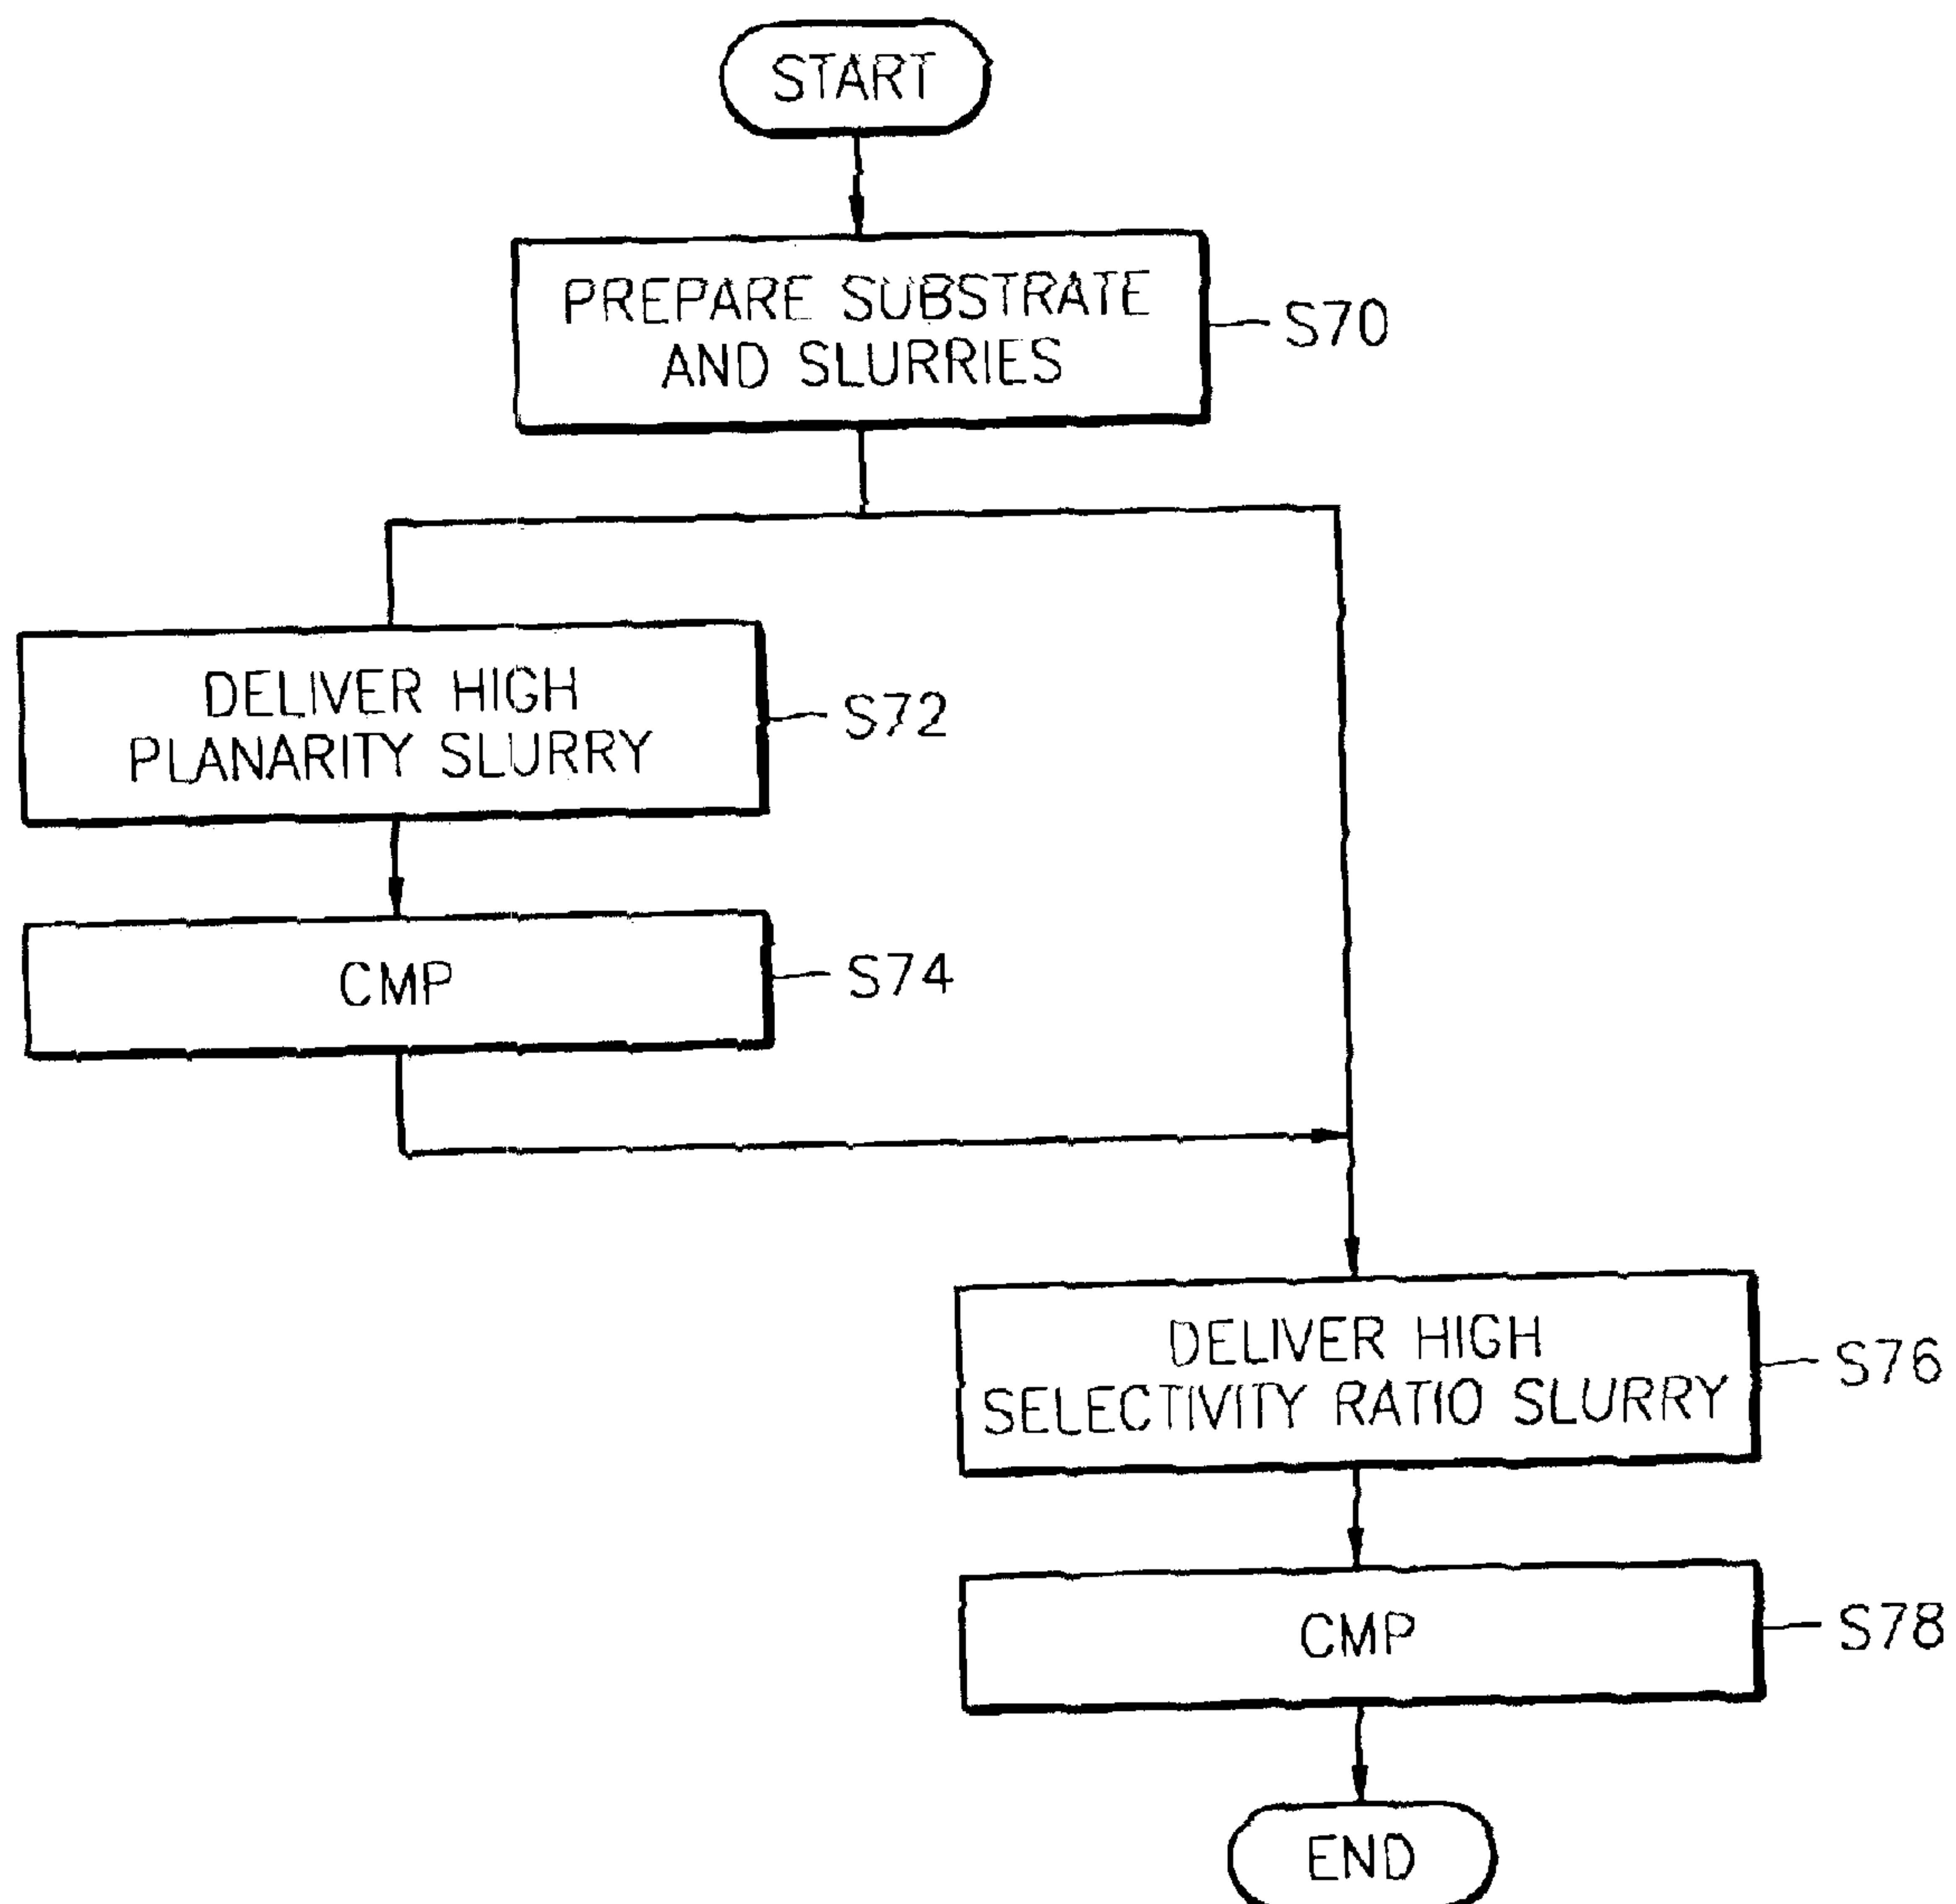 START
PREPARE SUBSTRATE
AND SLURRIES
S70
DELIVER HIGH
PLANARITY SLURRY
S72
CMP
S74
DELIVER HIGH
SELECTIVITY RATIO SLURRY
S76
CMP
S78
END